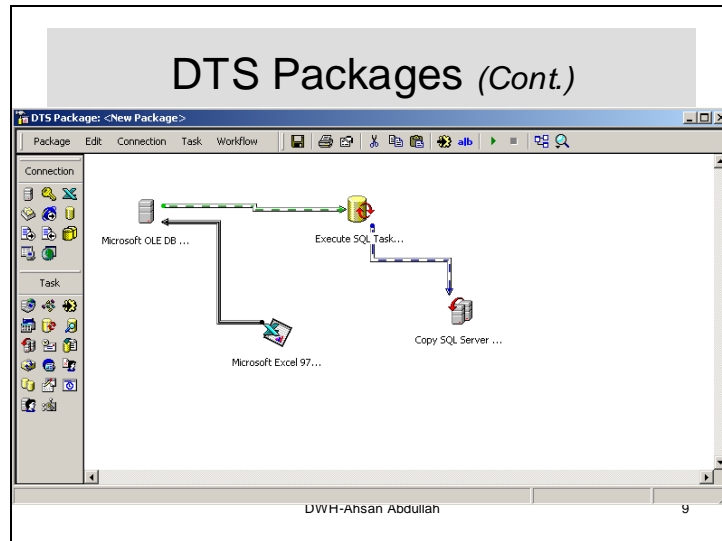 DTS Packages (Cont.)
DTS Package: <New Package>
Package Edit Connection Task Workflow alb
Connection
Microsoft OLE DB ...
Execute SQL Task...
Task
Copy SQL Server ...
Microsoft Excel 97...
DWH-Ahsan Abdullah 9